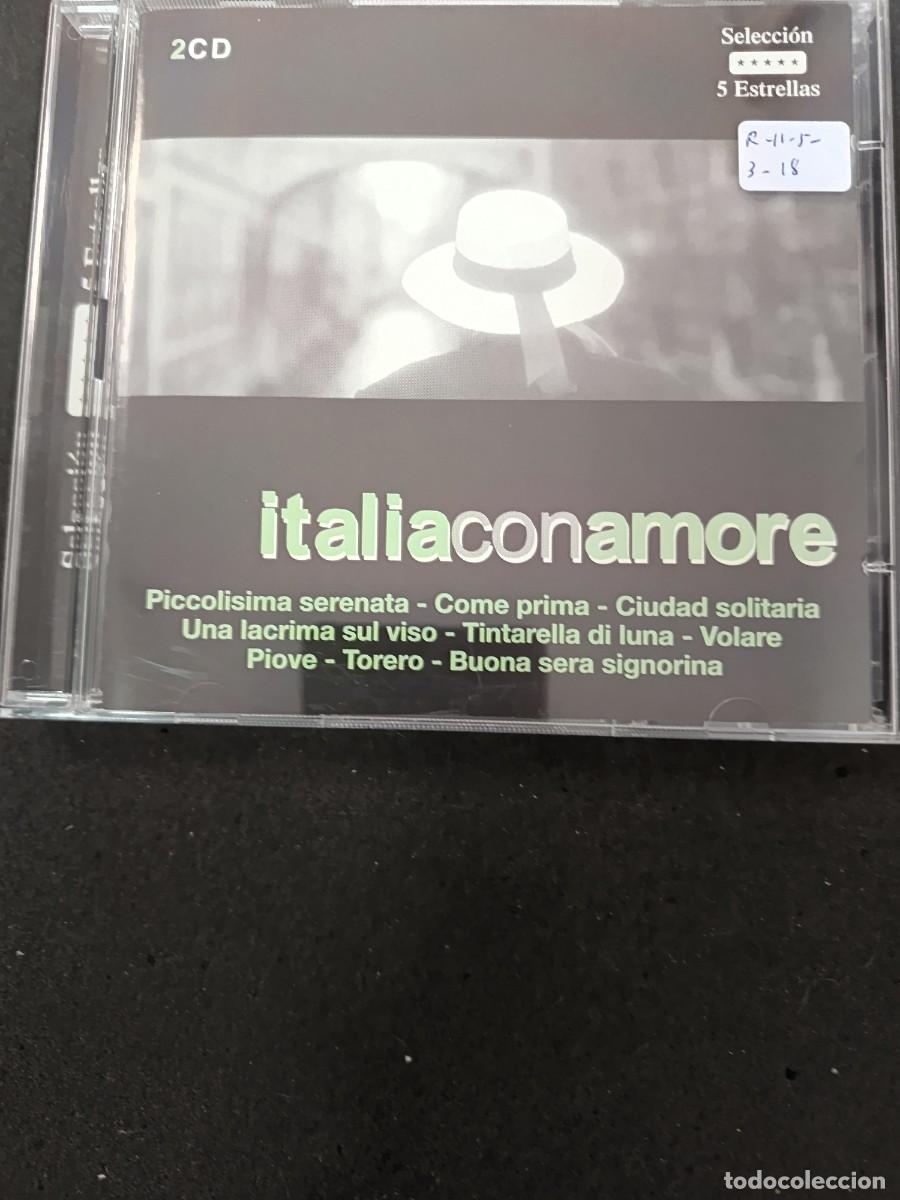 2CD
Selección
★★★★★
5 Estrellas
R-11-5-
3-18
italiaconamore
Piccolisima serenata - Come prima - Ciudad solitaria
Una lacrima sul viso - Tintarella di luna - Volare
Piove - Torero - Buona sera signorina
Selección
todocoleccion